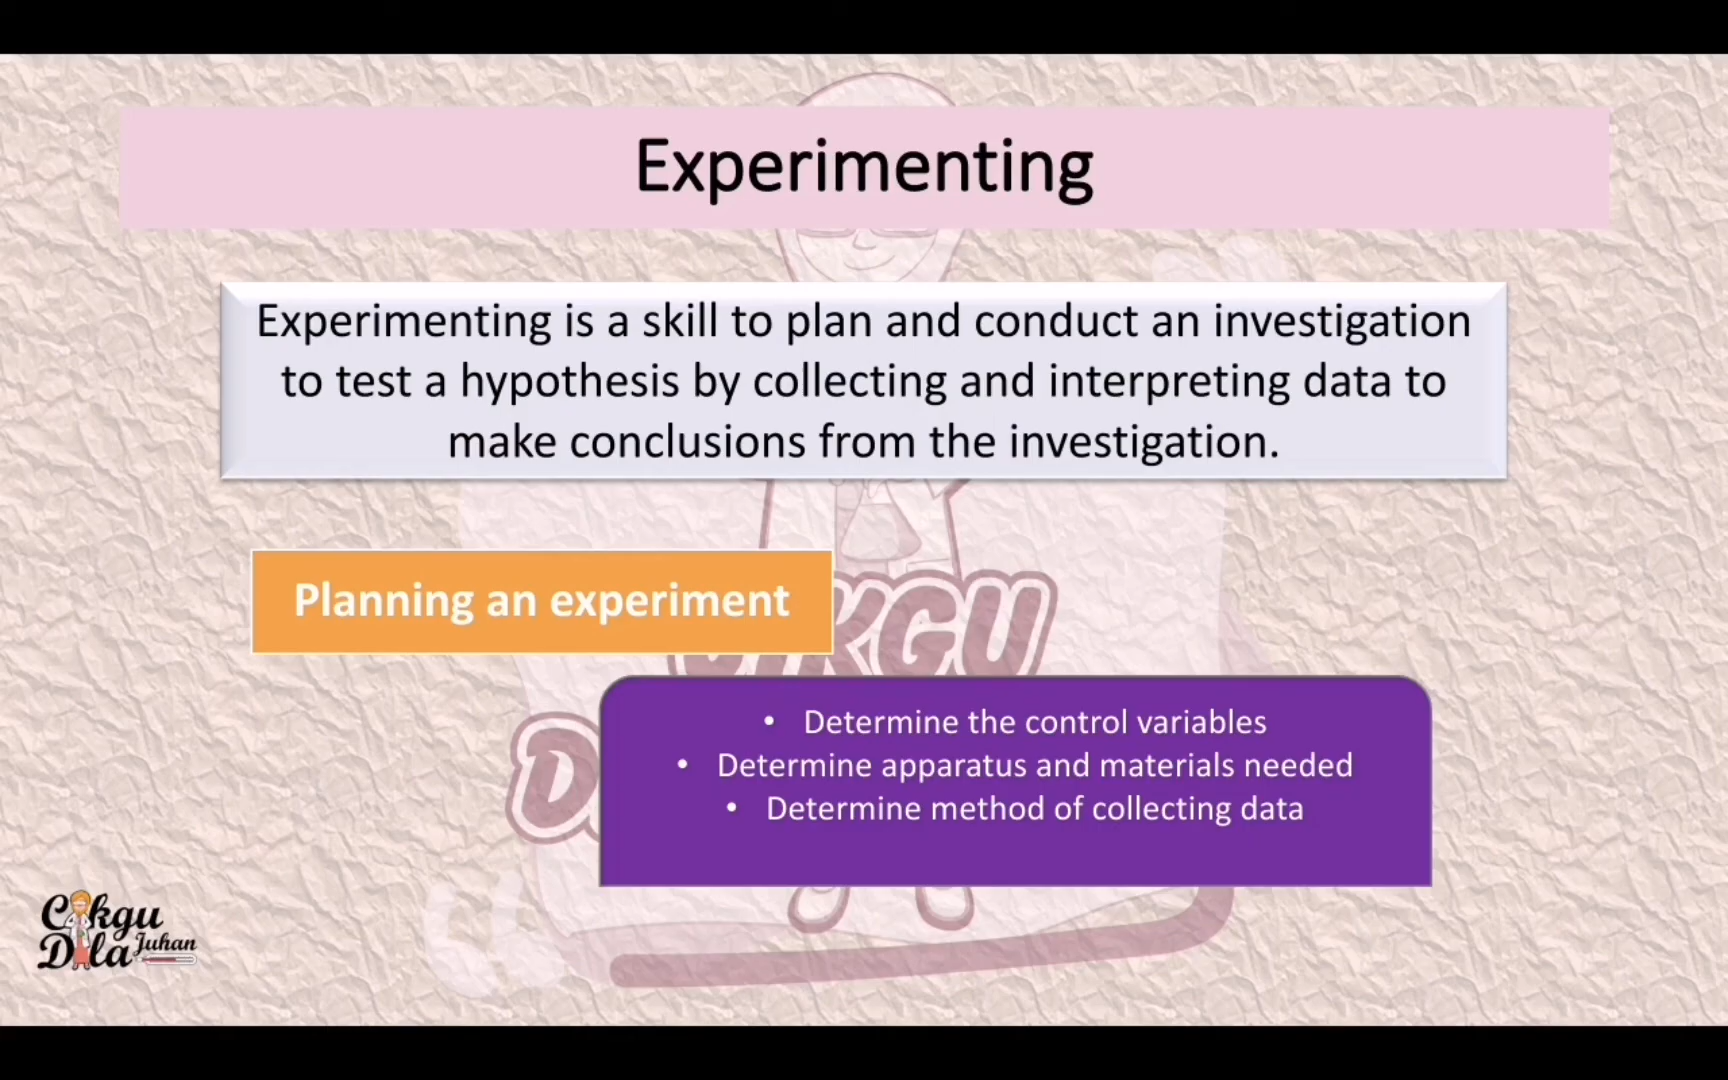 Experimenting
Experimenting is a skill to plan and conduct an investigation
to test a hypothesis by collecting and interpreting data to
make conclusions from the investigation.
Planning an experiment
CIKGU
• Determine the control variables
• Determine apparatus and materials needed
• Determine method of collecting data
D
Cikgu
Dila Juhan